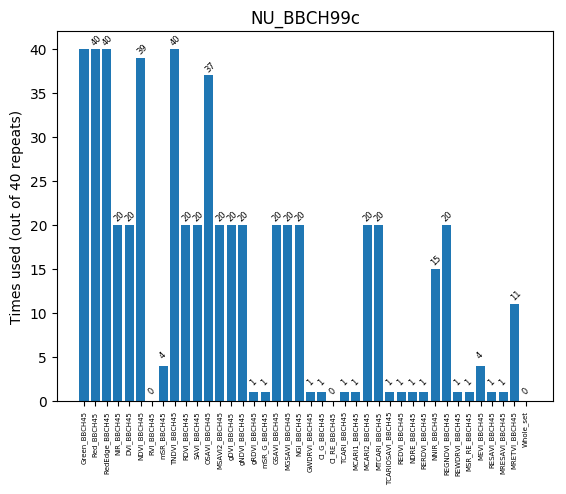 NU_BBCH99c
Times used (out of 40 repeats)
40
35
30
25
20
15
10
5
0
40
40
20
20
39
0
4
40
20
20
37
20
20
20
1
1
20
20
20
1
1
0
1
1
20
20
1
1
1
1
15
20
1
1
4
1
1
11
0
Green_BBCH45
Red_BBCH45
RedEdge_BBCH45
NIR_BBCH45
DVI_BBCH45
NDVI_BBCH45
RVI_BBCH45
mSR_BBCH45
TNDVI_BBCH45
RDVI_BBCH45
SAVI_BBCH45
OSAVI_BBCH45
MSAVI2_BBCH45
gDVI_BBCH45
gNDVI_BBCH45
gRDVI_BBCH45
mSR_G_BBCH45
GSAVI_BBCH45
MGSAVI_BBCH45
NGI_BBCH45
GWDRVI_BBCH45
CI_G_BBCH45
CI_RE_BBCH45
TCARI_BBCH45
MCARI1_BBCH45
MCARI2_BBCH45
MTCARI_BBCH45
TCARIOSAVI_BBCH45
REDVI_BBCH45
NDRE_BBCH45
RERDVI_BBCH45
NNIR_BBCH45
REGNDVI_BBCH45
REWDRVI_BBCH45
MSR_RE_BBCH45
MEVI_BBCH45
RESAVI_BBCH45
MRESAVI_BBCH45
MRETVI_BBCH45
Whole_set